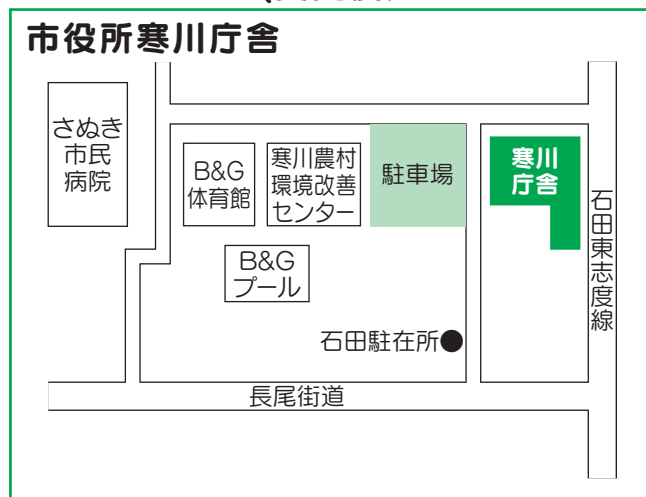 市役所寒川庁舎
さぬき
市民
病院
B&G
体育館
寒川農村
環境改善
センター
駐車場
寒川
庁舎
石田東志度線
B&G
プール
石田駐在所
長尾街道